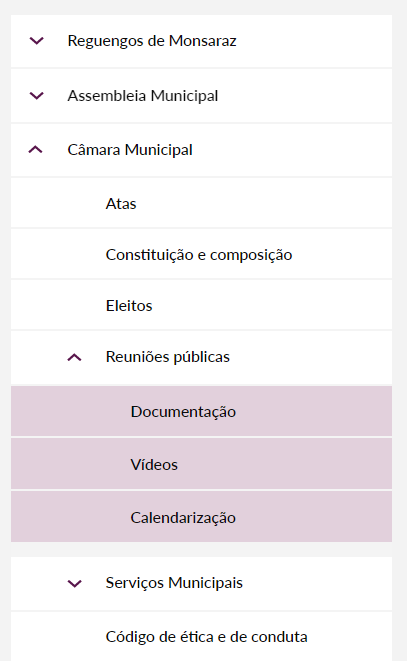 Reguengos de Monsaraz
Assembleia Municipal
Câmara Municipal
Atas
Constituição e composição
Eleitos
Reuniões públicas
Documentação
Vídeos
Calendarização
Serviços Municipais
Código de ética e de conduta